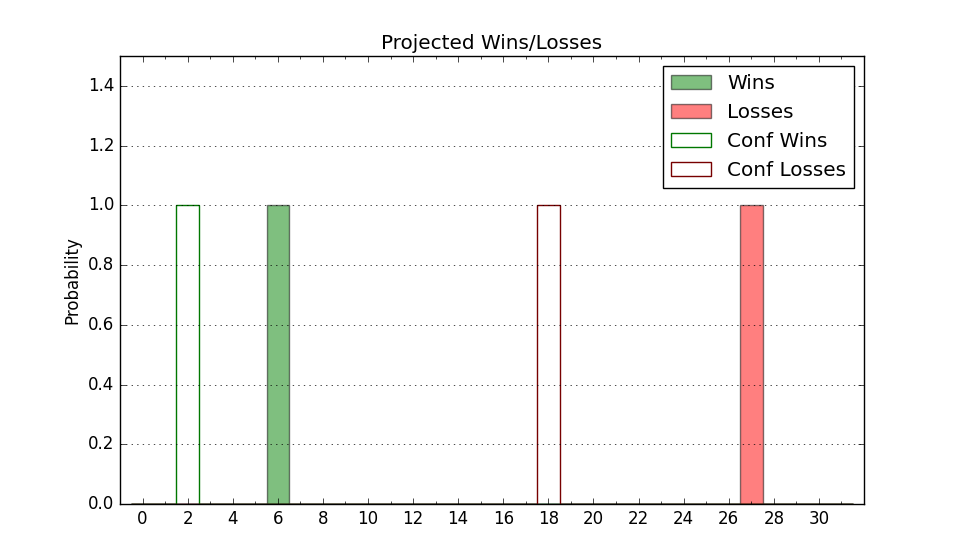 Projected Wins/Losses
Wins
Losses
Conf Wins
Conf Losses
Probability
1.4
1.2
1.0
0.8
0.6
0.4
0.2
0.0
0 2 4 6 8 10 12 14 16 18 20 22 24 26 28 30